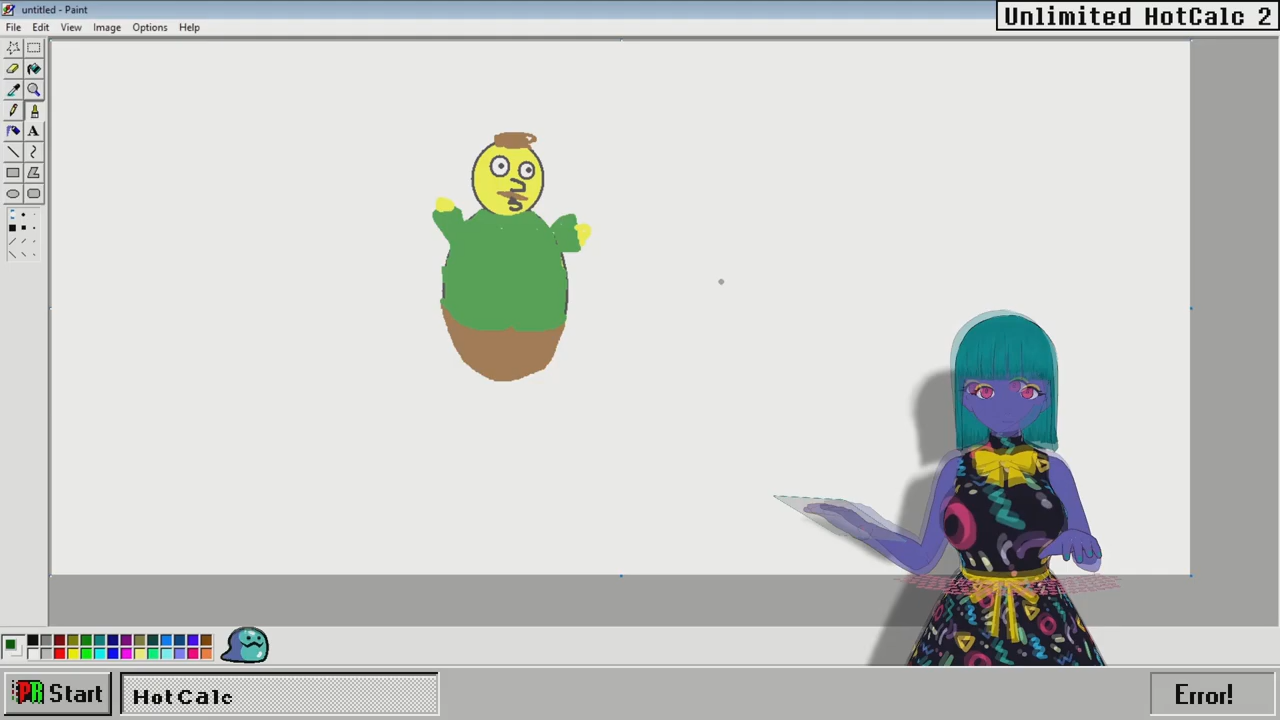 untitled - Paint
Unlimited HotCalc 2
File Edit View Image Options Help
A
Start
HotCalc
Error!